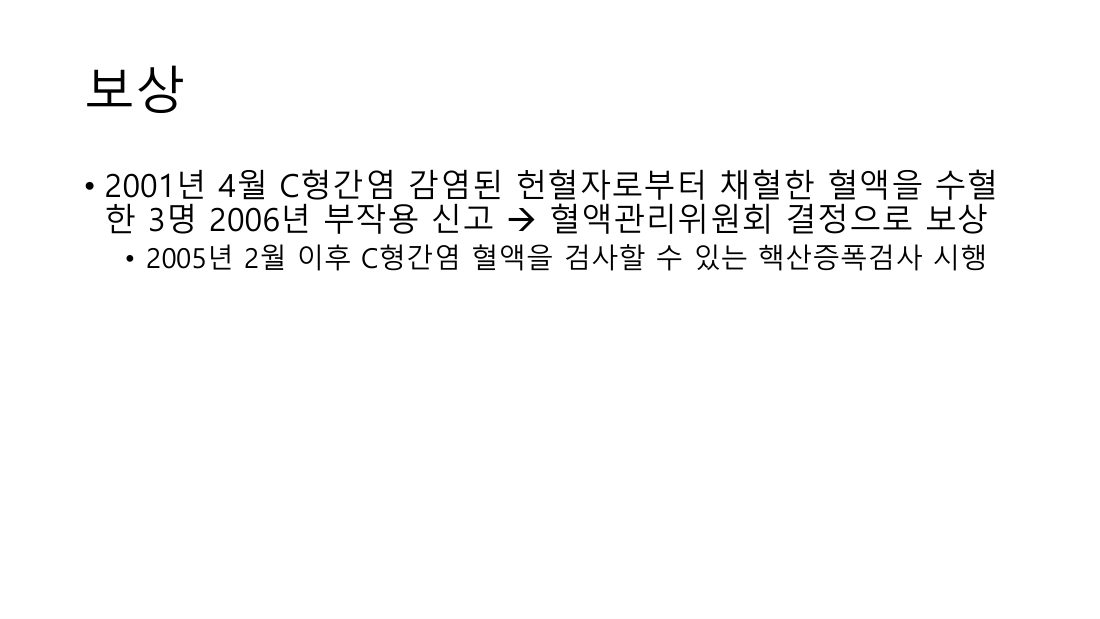 보상
• 2001년 4월 C형간염 감염된 헌혈자로부터 채혈한 혈액을 수혈
한 3명 2006년 부작용 신고 → 혈액관리위원회 결정으로 보상
• 2005년 2월 이후 C형간염 혈액을 검사할 수 있는 핵산증폭검사 시행